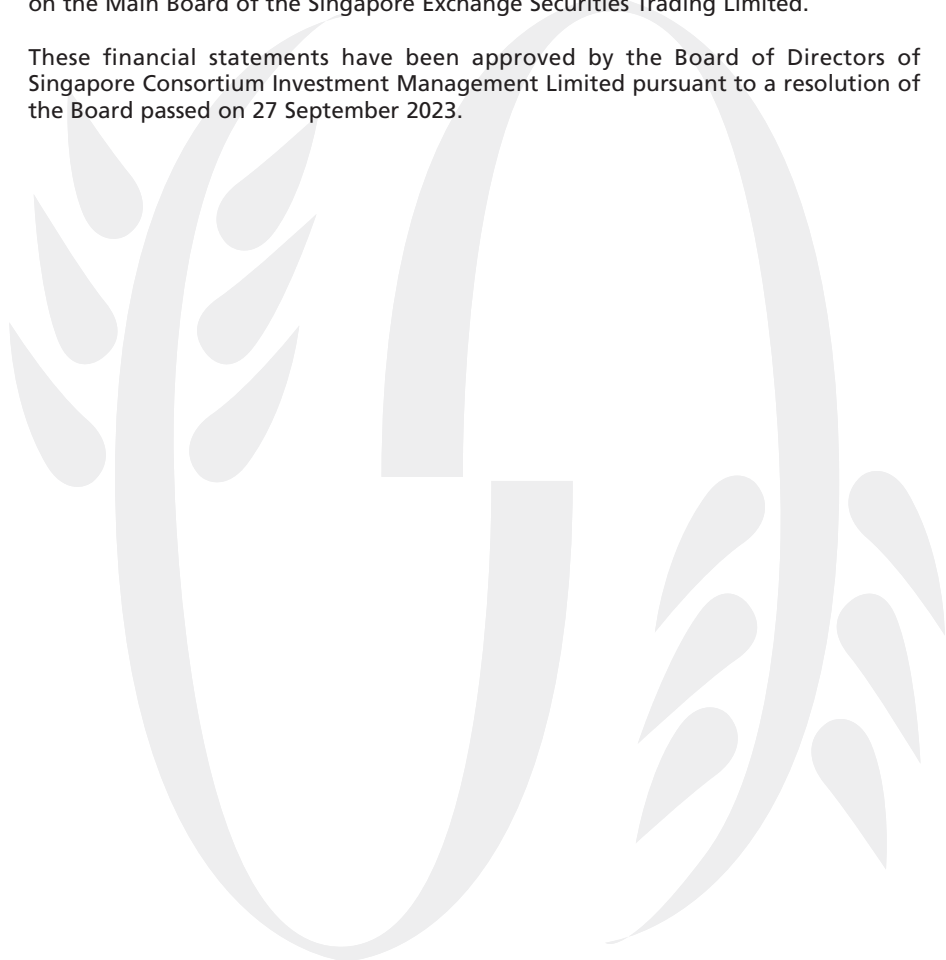 on the Main Board of the Singapore Exchange Securities Trading Limited.
These financial statements have been approved by the Board of Directors of
Singapore Consortium Investment Management Limited pursuant to a resolution of
the Board passed on 27 September 2023.